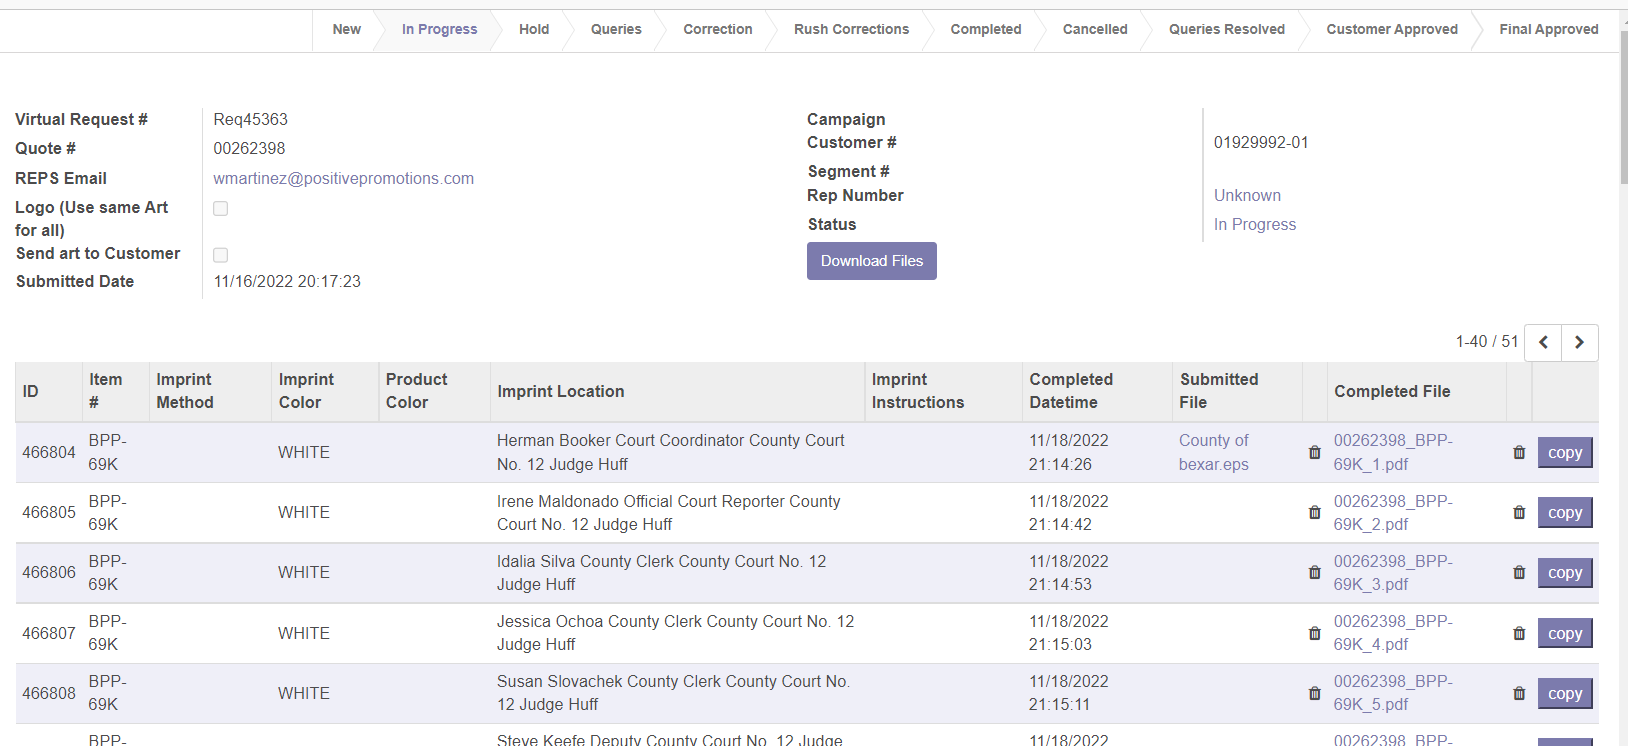 New In Progress Hold Queries Correction Rush Corrections Completed Cancelled Queries Resolved Customer Approved Final Approved
Virtual Request # Req45363
Quote # 00262398
REPS Email wmartinez@positivepromotions.com
Logo (Use same Art
for all)
Send art to Customer
Submitted Date 11/16/2022 20:17:23
Campaign
Customer # 01929992-01
Segment #
Rep Number Unknown
Status In Progress
Download Files
1-40 / 51
ID Item # Imprint Method Imprint Color Product Color Imprint Location Imprint Instructions Completed Datetime Submitted File Completed File
466804 BPP-69K WHITE Herman Booker Court Coordinator County Court No. 12 Judge Huff 11/18/2022 21:14:26 County of bexar.eps 00262398_BPP-69K_1.pdf copy
466805 BPP-69K WHITE Irene Maldonado Official Court Reporter County Court No. 12 Judge Huff 11/18/2022 21:14:42 00262398_BPP-69K_2.pdf copy
466806 BPP-69K WHITE Idalia Silva County Clerk County Court No. 12 Judge Huff 11/18/2022 21:14:53 00262398_BPP-69K_3.pdf copy
466807 BPP-69K WHITE Jessica Ochoa County Clerk County Court No. 12 Judge Huff 11/18/2022 21:15:03 00262398_BPP-69K_4.pdf copy
466808 BPP-69K WHITE Susan Slovachek County Clerk County Court No. 12 Judge Huff 11/18/2022 21:15:11 00262398_BPP-69K_5.pdf copy
BPP- Steve Keefe Deputy County Court No. 12 Judge 11/18/2022 00262398_BPP-